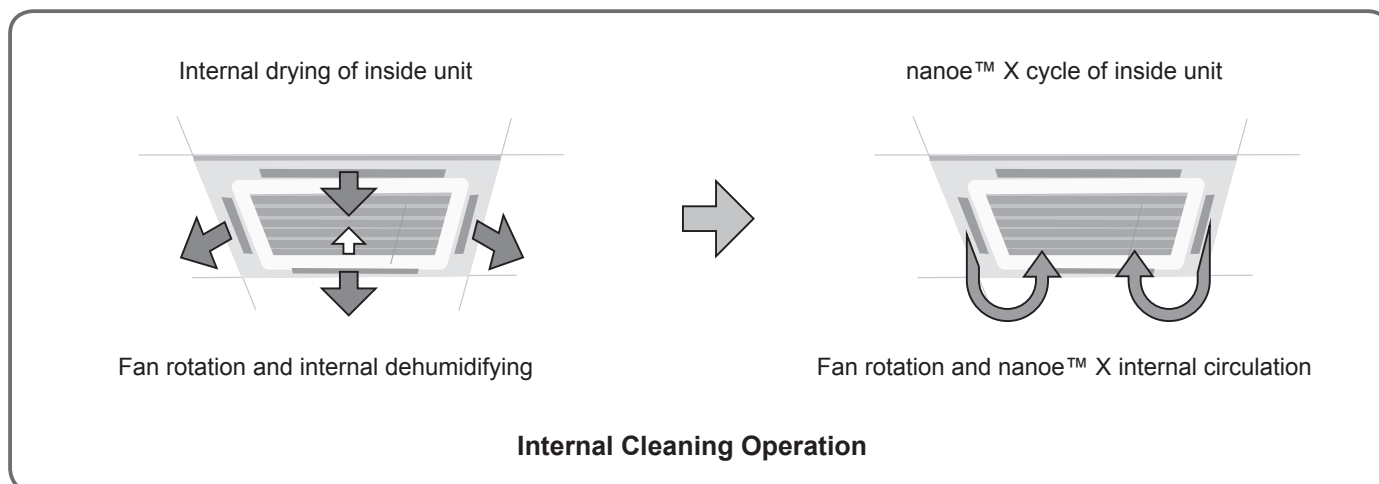 Internal drying of inside unit
nanoe™ X cycle of inside unit
Fan rotation and internal dehumidifying
Fan rotation and nanoe™ X internal circulation
Internal Cleaning Operation